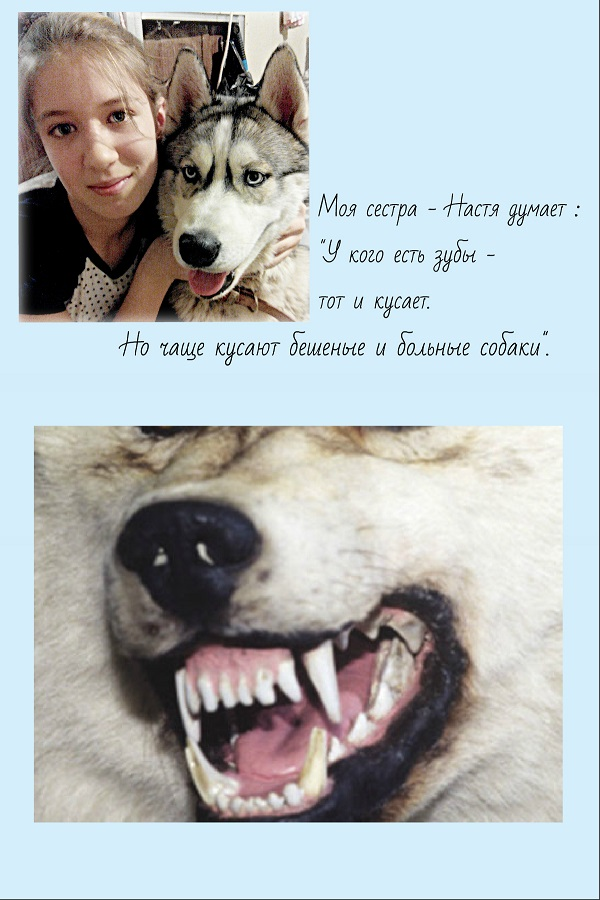 Моя сестра - Настя думает :
"У кого есть зубы -
тот и кусает.
Но чаще кусают бешеные и больные собаки".